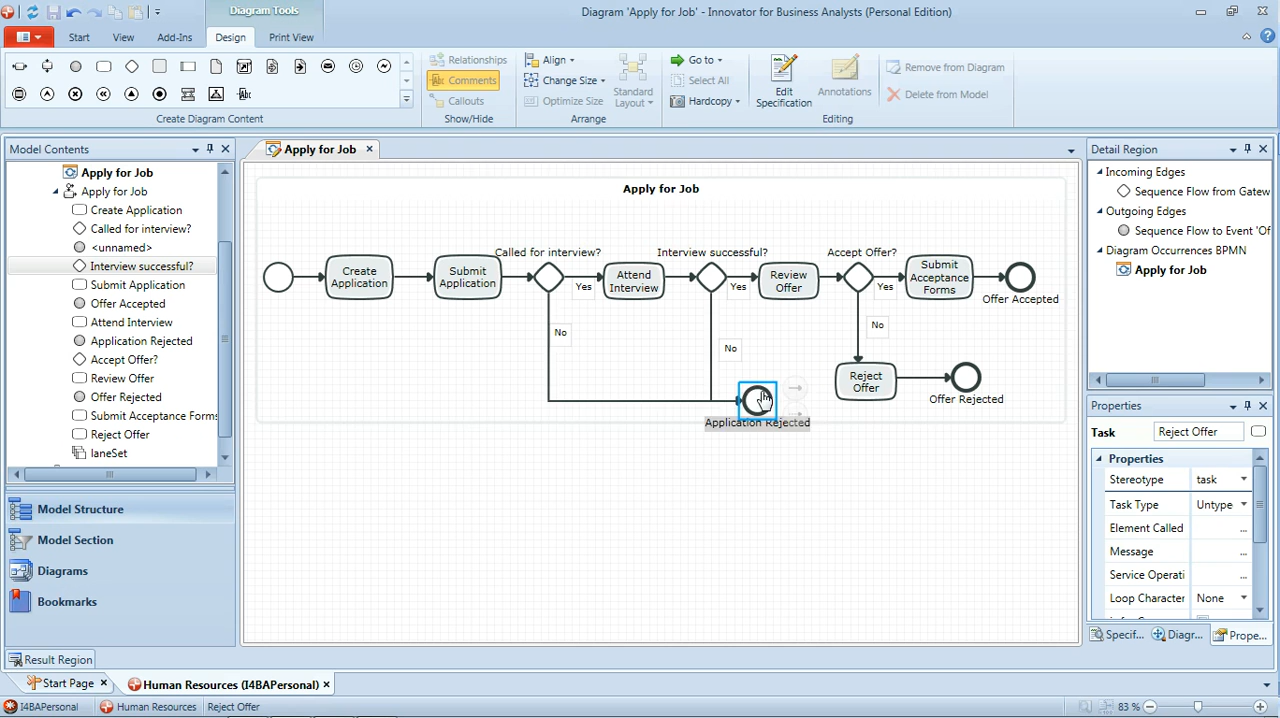 Diagram Tools
Diagram 'Apply for Job' - Innovator for Business Analysts (Personal Edition)
Start
View
Add-Ins
Design
Print View
Create Diagram Content
Relationships
Abc Comments
Callouts
Show/Hide
Align
Change Size
Optimize Size
Standard
Layout
Arrange
Go to
Select All
Hardcopy
Edit
Specification
Annotations
Remove from Diagram
Delete from Model
Editing
Model Contents
Apply for Job
Apply for Job
Create Application
Called for interview?
<unnamed>
Interview successful?
Submit Application
Offer Accepted
Attend Interview
Application Rejected
Accept Offer?
Review Offer
Offer Rejected
Submit Acceptance Forms
Reject Offer
laneSet
Model Structure
Model Section
Diagrams
Bookmarks
Apply for Job
Apply for Job
Called for interview?
Interview successful?
Accept Offer?
Create
Application
Submit
Application
Yes
Attend
Interview
Yes
Review
Offer
Yes
Submit
Acceptance
Forms
Offer Accepted
No
No
No
Reject
Offer
Offer Rejected
Application Rejected
Detail Region
Incoming Edges
Sequence Flow from Gatew
Outgoing Edges
Sequence Flow to Event 'Of
Diagram Occurrences BPMN
Apply for Job
Properties
Task
Reject Offer
Properties
Stereotype
task
Task Type
Untype
Element Called
...
Message
...
Service Operati
...
Loop Character
None
Specif...
Diagr...
Prope...
Result Region
Start Page
Human Resources (I4BAPersonal)
I4BAPersonal
Human Resources
Reject Offer
83 %